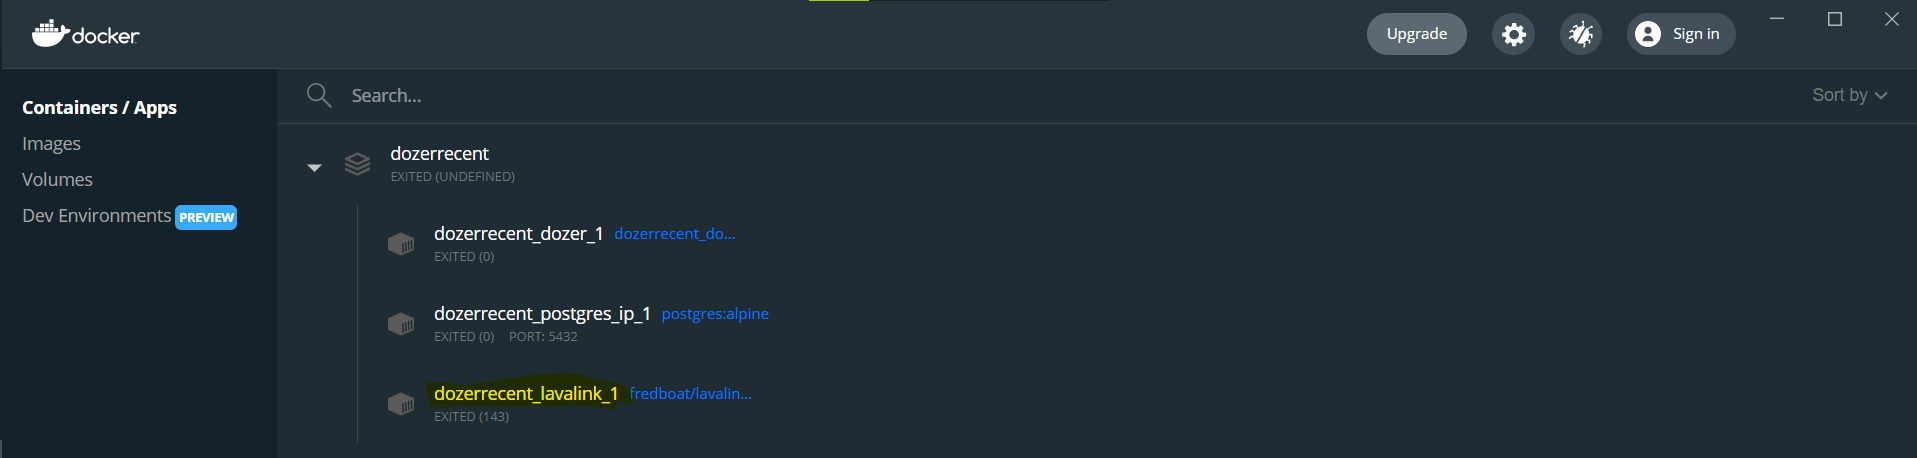 docker
Upgrade
Sign in
Containers / Apps
Images
Volumes
Dev Environments PREVIEW
Search...
Sort by
dozerrecent
EXITED (UNDEFINED)
dozerrecent_dozer_1 dozerrecent_do...
EXITED (0)
dozerrecent_postgres_ip_1 postgres:alpine
EXITED (0) PORT: 5432
dozerrecent_lavalink_1 fredboat/lavalin...
EXITED (143)